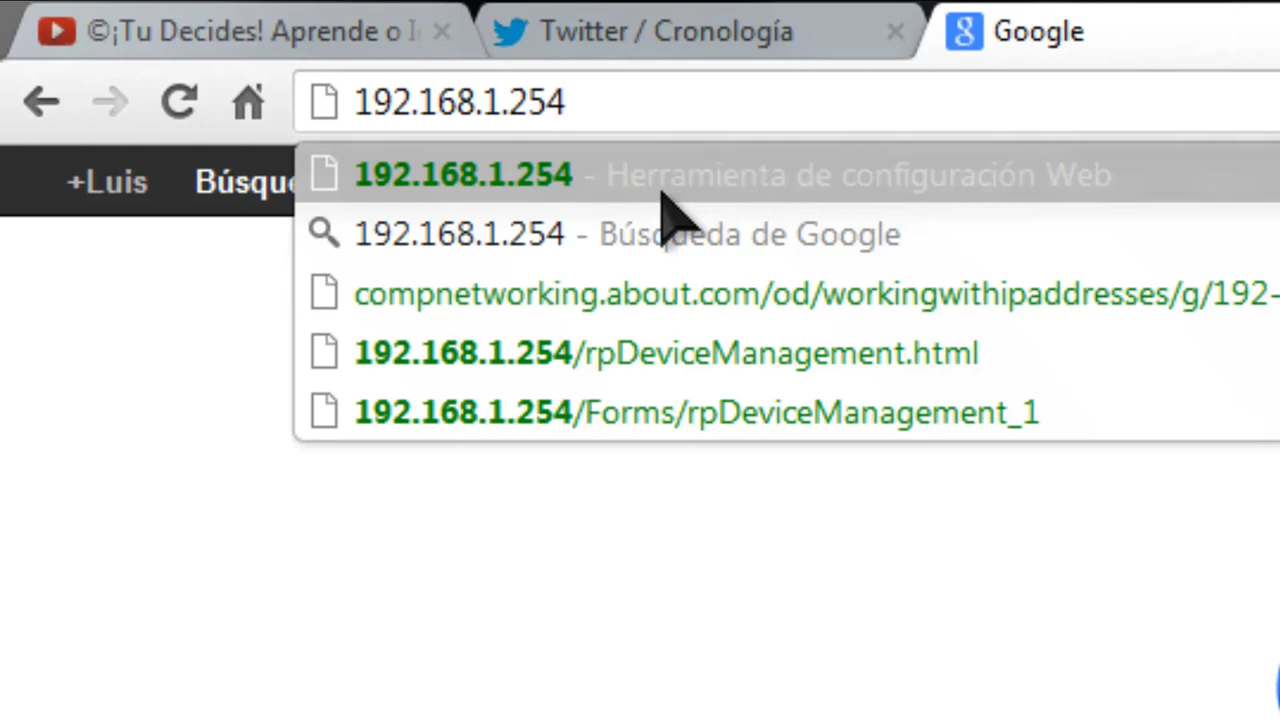 ©¡Tu Decides! Aprende o
Twitter / Cronología
Google
192.168.1.254
+Luis Búsque
192.168.1.254 - Herramienta de configuración Web
192.168.1.254 - Búsqueda de Google
compnetworking.about.com/od/workingwithipaddresses/g/192-
192.168.1.254/rpDeviceManagement.html
192.168.1.254/Forms/rpDeviceManagement_1